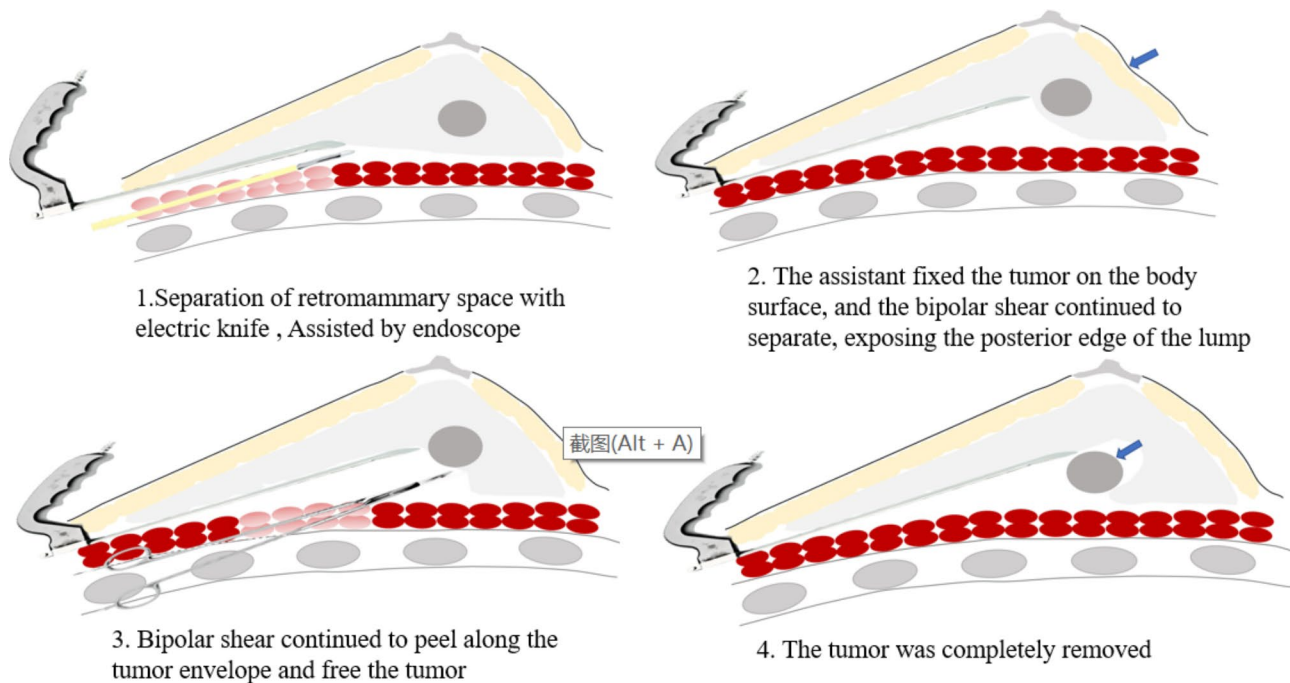 1.Separation of retromammary space with
electric knife , Assisted by endoscope
2. The assistant fixed the tumor on the body
surface, and the bipolar shear continued to
separate, exposing the posterior edge of the lump
截图(Alt + A)
3. Bipolar shear continued to peel along the
tumor envelope and free the tumor
4. The tumor was completely removed